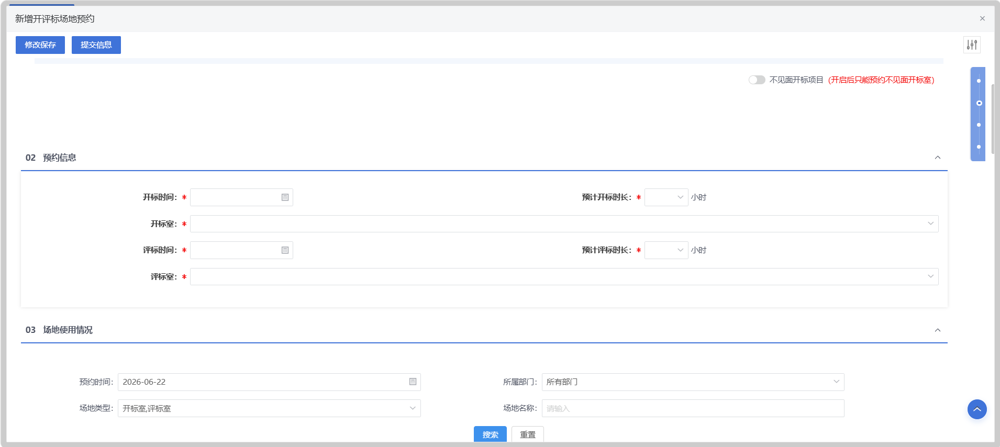 新增开评标场地预约
修改保存 提交信息
不见面开标项目 (开启后只能预约不见面开标室)
02 预约信息
开标时间：* 预计开标时长：* 小时
开标室：*
评标时间：* 预计评标时长：* 小时
评标室：*
03 场地使用情况
预约时间： 2026-06-22 所属部门： 所有部门
场地类型： 开标室,评标室 场地名称： 请输入
搜索 重置